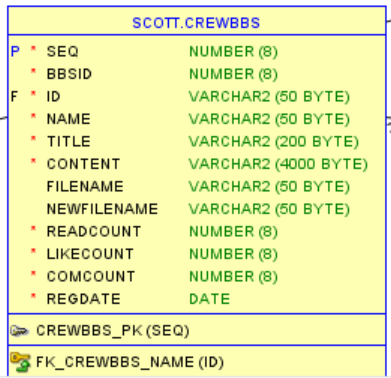 SCOTT.CREWBBS
P * SEQ NUMBER (8)
* BBSID NUMBER (8)
F * ID VARCHAR2 (50 BYTE)
* NAME VARCHAR2 (50 BYTE)
* TITLE VARCHAR2 (200 BYTE)
* CONTENT VARCHAR2 (4000 BYTE)
FILENAME VARCHAR2 (50 BYTE)
NEWFILENAME VARCHAR2 (50 BYTE)
* READCOUNT NUMBER (8)
* LIKECOUNT NUMBER (8)
* COMCOUNT NUMBER (8)
* REGDATE DATE
CREWBBS_PK (SEQ)
FK_CREWBBS_NAME (ID)